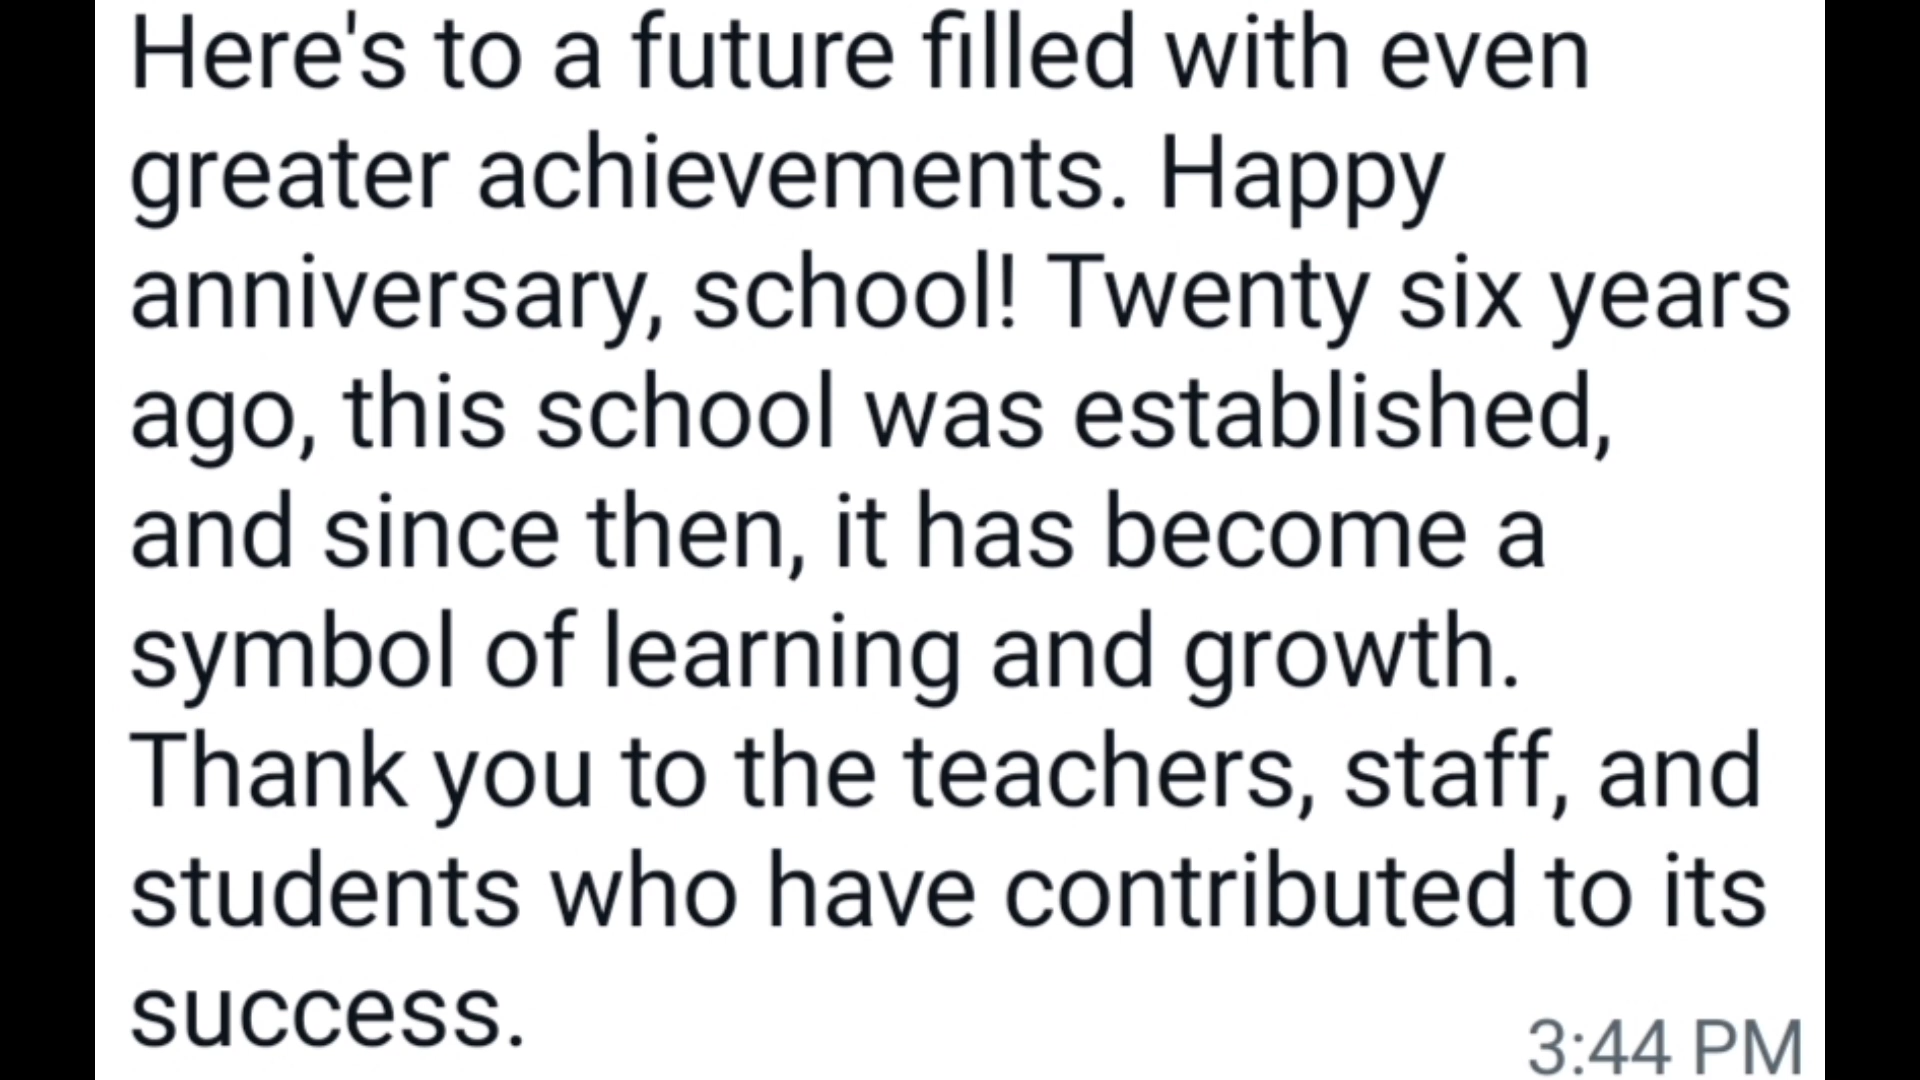 Here's to a future filled with even
greater achievements. Happy
anniversary, school! Twenty six years
ago, this school was established,
and since then, it has become a
symbol of learning and growth.
Thank you to the teachers, staff, and
students who have contributed to its
success.
3:44 PM